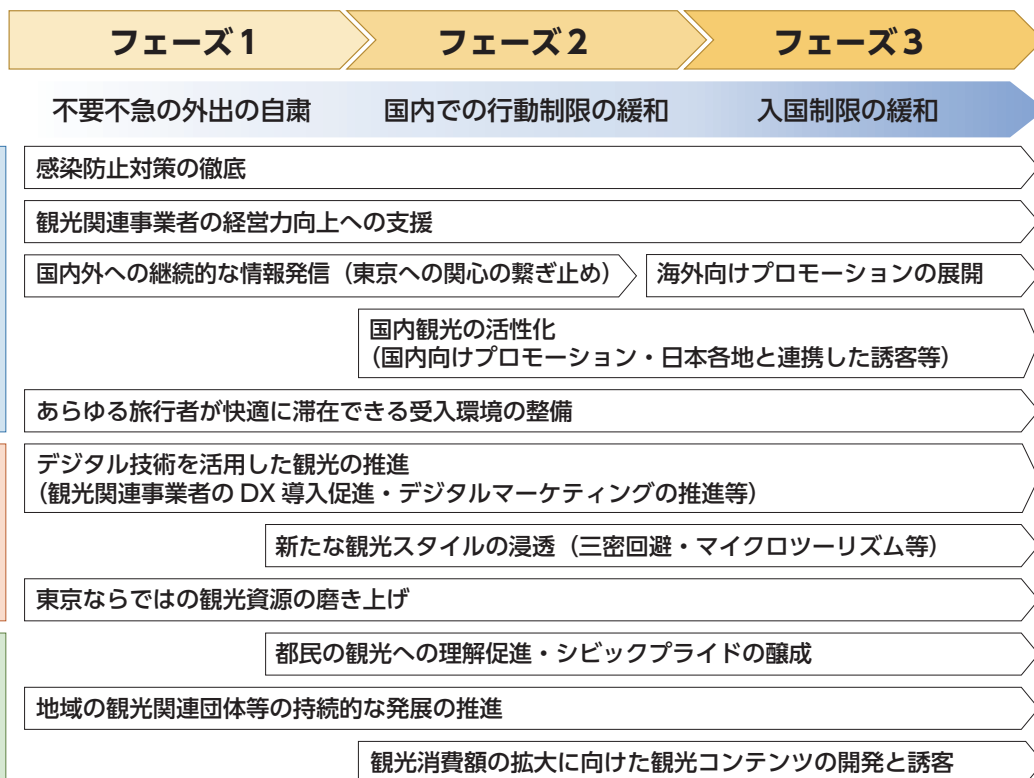 フェーズ1
フェーズ2
フェーズ3
不要不急の外出の自粛
国内での行動制限の緩和
入国制限の緩和
感染防止対策の徹底
観光関連事業者の経営力向上への支援
国内外への継続的な情報発信（東京への関心の繋ぎ止め）
海外向けプロモーションの展開
国内観光の活性化
（国内向けプロモーション・日本各地と連携した誘客等）
あらゆる旅行者が快適に滞在できる受入環境の整備
デジタル技術を活用した観光の推進
（観光関連事業者の DX 導入促進・デジタルマーケティングの推進等）
新たな観光スタイルの浸透（三密回避・マイクロツーリズム等）
東京ならではの観光資源の磨き上げ
都民の観光への理解促進・シビックプライドの醸成
地域の観光関連団体等の持続的な発展の推進
観光消費額の拡大に向けた観光コンテンツの開発と誘客